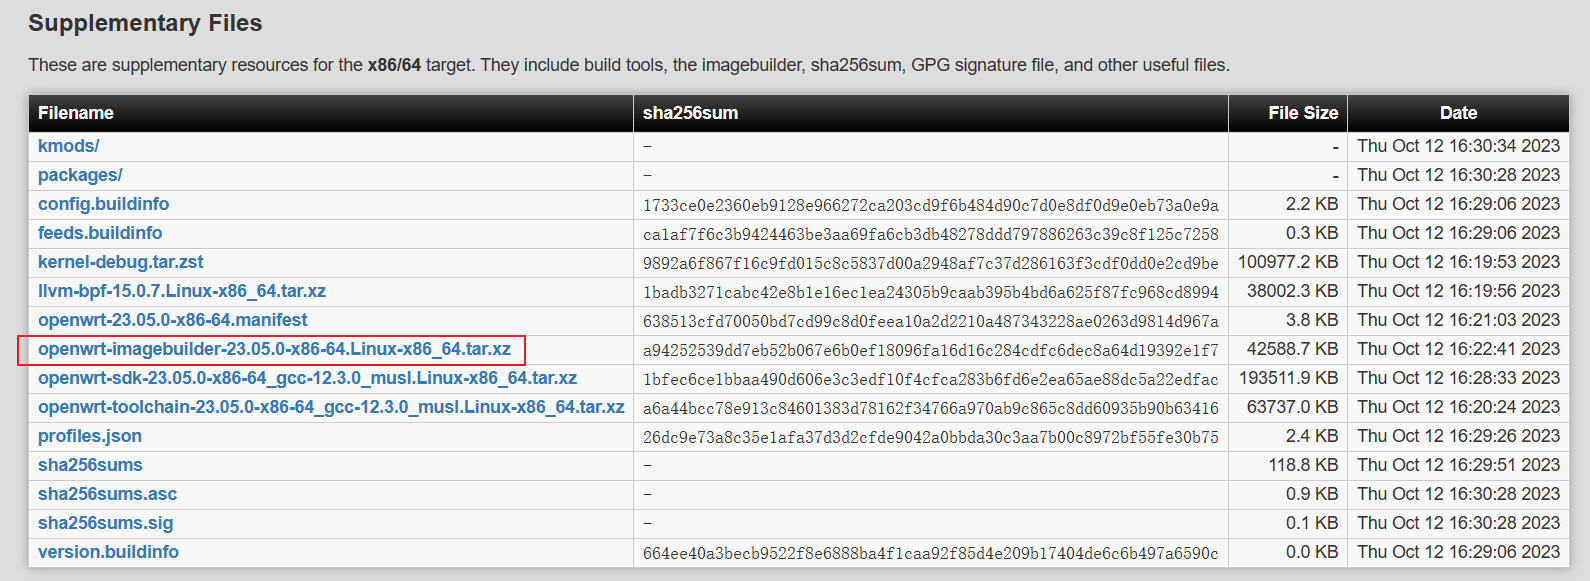 Supplementary Files
These are supplementary resources for the x86/64 target. They include build tools, the imagebuilder, sha256sum, GPG signature file, and other useful files.
Filename sha256sum File Size Date
kmods/ – - Thu Oct 12 16:30:34 2023
packages/ – - Thu Oct 12 16:30:28 2023
config.buildinfo 1733ce0e2360eb9128e966272ca203cd9f6b484d90c7d0e8df0d9e0eb73a0e9a 2.2 KB Thu Oct 12 16:29:06 2023
feeds.buildinfo ca1af7f6c3b9424463be3aa69fa6cb3db48278ddd797886263c39c8f125c7258 0.3 KB Thu Oct 12 16:29:06 2023
kernel-debug.tar.zst 9892a6f867f16c9fd015c8c5837d00a2948af7c37d286163f3cdf0dd0e2cd9be 100977.2 KB Thu Oct 12 16:19:53 2023
llvm-bpf-15.0.7.Linux-x86_64.tar.xz 1badb3271cabc42e8b1e16ec1ea24305b9caab395b4bd6a625f87fc968cd8994 38002.3 KB Thu Oct 12 16:19:56 2023
openwrt-23.05.0-x86-64.manifest 638513cfd70050bd7cd99c8d0feea10a2d2210a487343228ae0263d9814d967a 3.8 KB Thu Oct 12 16:21:03 2023
openwrt-imagebuilder-23.05.0-x86-64.Linux-x86_64.tar.xz a94252539dd7eb52b067e6b0ef18096fa16d16c284cdfc6dec8a64d19392e1f7 42588.7 KB Thu Oct 12 16:22:41 2023
openwrt-sdk-23.05.0-x86-64_gcc-12.3.0_musl.Linux-x86_64.tar.xz 1bfec6ce1bbaa490d606e3c3edf10f4cfca283b6fd6e2ea65ae88dc5a22edfac 193511.9 KB Thu Oct 12 16:28:33 2023
openwrt-toolchain-23.05.0-x86-64_gcc-12.3.0_musl.Linux-x86_64.tar.xz a6a44bcc78e913c84601383d78162f34766a970ab9c865c8dd60935b90b63416 63737.0 KB Thu Oct 12 16:20:24 2023
profiles.json 26dc9e73a8c35e1afa37d3d2cfde9042a0bbda30c3aa7b00c8972bf55fe30b75 2.4 KB Thu Oct 12 16:29:26 2023
sha256sums – 118.8 KB Thu Oct 12 16:29:51 2023
sha256sums.asc – 0.9 KB Thu Oct 12 16:30:28 2023
sha256sums.sig – 0.1 KB Thu Oct 12 16:30:28 2023
version.buildinfo 664ee40a3becb9522f8e6888ba4f1caa92f85d4e209b17404de6c6b497a6590c 0.0 KB Thu Oct 12 16:29:06 2023